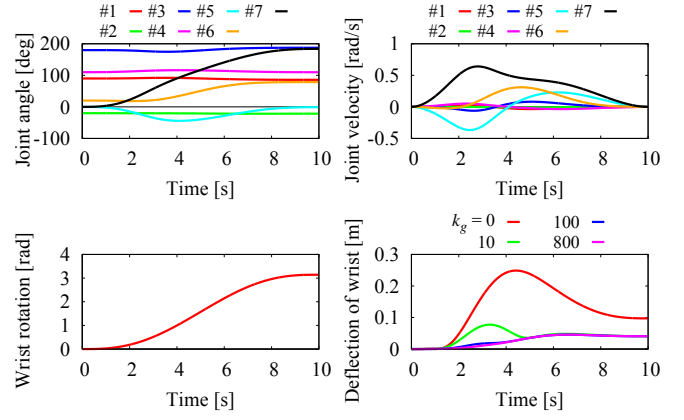 #1 #3 #5 #7
#2 #4 #6
Joint angle [deg]
200
100
0
-100
0 2 4 6 8 10
Time [s]
#1 #3 #5 #7
#2 #4 #6
Joint velocity [rad/s]
1
0.5
0
-0.5
0 2 4 6 8 10
Time [s]
Wrist rotation [rad]
4
3
2
1
0
0 2 4 6 8 10
Time [s]
kg = 0 100
10 800
Deflection of wrist [m]
0.3
0.2
0.1
0
0 2 4 6 8 10
Time [s]